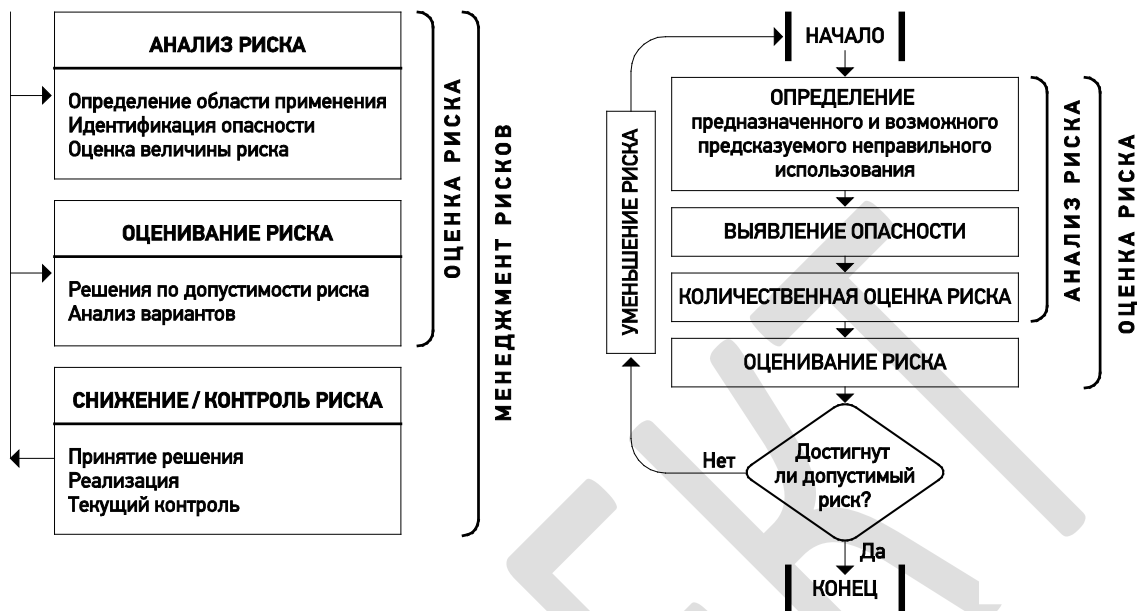 АНАЛИЗ РИСКА
Определение области применения
Идентификация опасности
Оценка величины риска
ОЦЕНИВАНИЕ РИСКА
Решения по допустимости риска
Анализ вариантов
СНИЖЕНИЕ / КОНТРОЛЬ РИСКА
Принятие решения
Реализация
Текущий контроль
ОЦЕНКА РИСКА
МЕНЕДЖМЕНТ РИСКОВ
НАЧАЛО
ОПРЕДЕЛЕНИЕ
предназначенного и возможного
предсказуемого неправильного
использования
ВЫЯВЛЕНИЕ ОПАСНОСТИ
КОЛИЧЕСТВЕННАЯ ОЦЕНКА РИСКА
ОЦЕНИВАНИЕ РИСКА
УМЕНЬШЕНИЕ РИСКА
АНАЛИЗ РИСКА
ОЦЕНКА РИСКА
Нет
Достигнут
ли допустимый
риск?
Да
КОНЕЦ